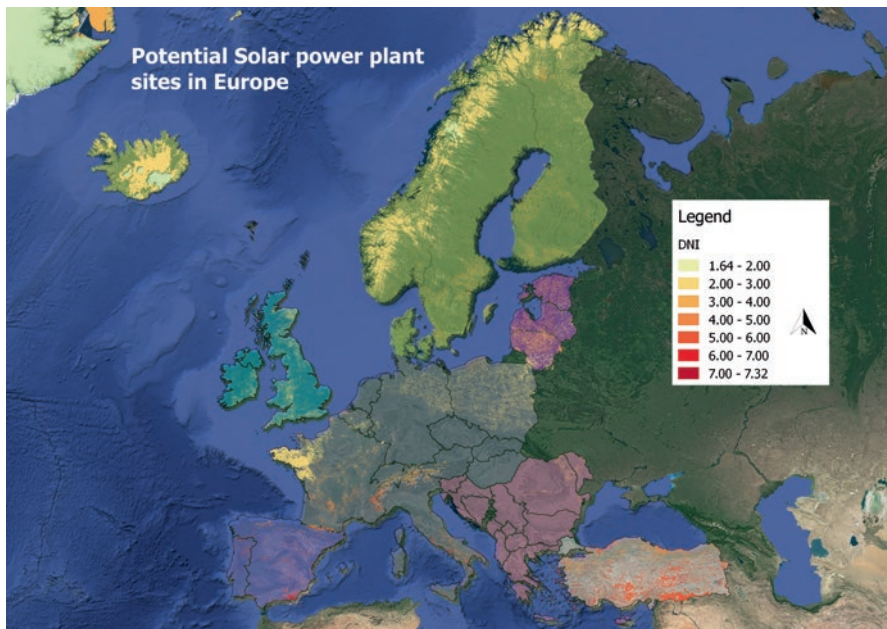 Potential Solar power plant
sites in Europe
Legend
DNI
1.64 - 2.00
2.00 - 3.00
3.00 - 4.00
4.00 - 5.00
5.00 - 6.00
6.00 - 7.00
7.00 - 7.32
N